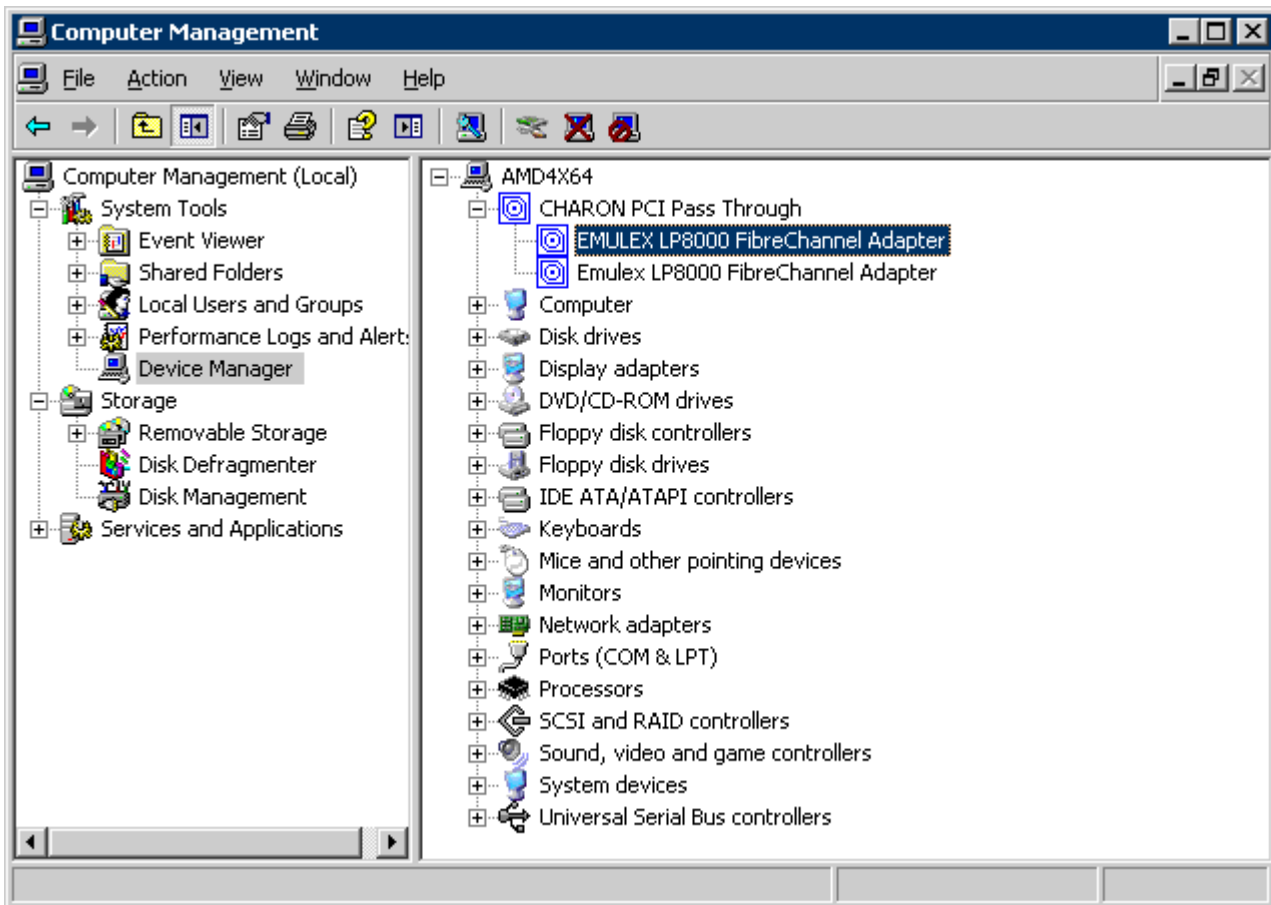 Computer Management
File Action View Window Help
Computer Management (Local)
System Tools
Event Viewer
Shared Folders
Local Users and Groups
Performance Logs and Alert:
Device Manager
Storage
Removable Storage
Disk Defragmenter
Disk Management
Services and Applications
AMD4X64
CHARON PCI Pass Through
EMULEX LP8000 FibreChannel Adapter
Emulex LP8000 FibreChannel Adapter
Computer
Disk drives
Display adapters
DVD/CD-ROM drives
Floppy disk controllers
Floppy disk drives
IDE ATA/ATAPI controllers
Keyboards
Mice and other pointing devices
Monitors
Network adapters
Ports (COM & LPT)
Processors
SCSI and RAID controllers
Sound, video and game controllers
System devices
Universal Serial Bus controllers